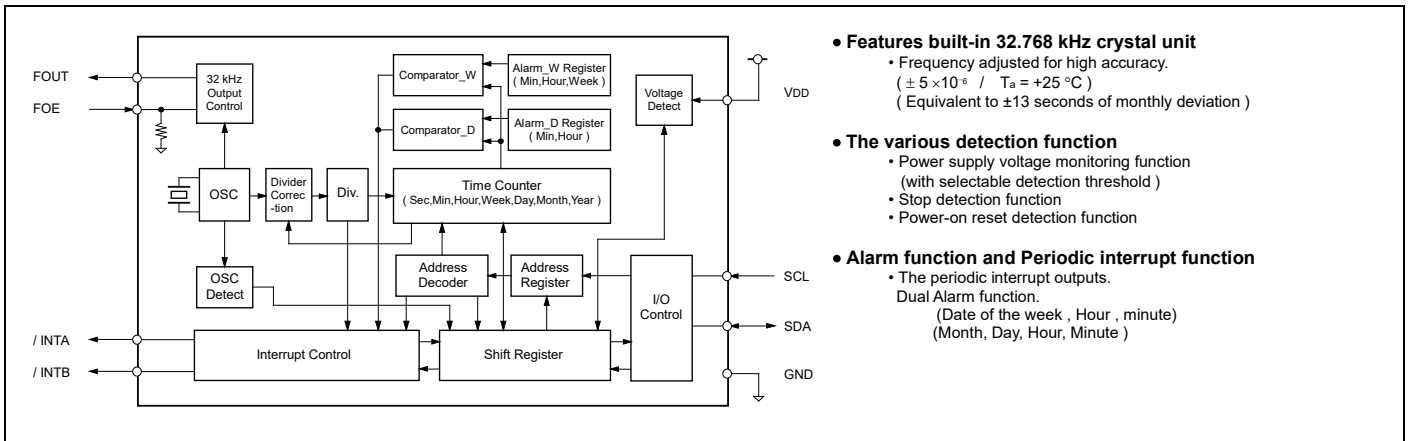 FOUT
FOE
/ INTA
/ INTB
32 kHz
Output
Control
OSC
Divider
Correc
-tion
Div.
OSC
Detect
Comparator_W
Comparator_D
Alarm_W Register
( Min,Hour,Week )
Alarm_D Register
( Min,Hour )
Time Counter
( Sec,Min,Hour,Week,Day,Month,Year )
Address
Decoder
Address
Register
Interrupt Control
Shift Register
I/O
Control
Voltage
Detect
VDD
SCL
SDA
GND
● Features built-in 32.768 kHz crystal unit
• Frequency adjusted for high accuracy.
( ± 5 ×10⁻⁶ / Ta = +25 °C )
( Equivalent to ±13 seconds of monthly deviation )
● The various detection function
• Power supply voltage monitoring function
(with selectable detection threshold )
• Stop detection function
• Power-on reset detection function
● Alarm function and Periodic interrupt function
• The periodic interrupt outputs.
Dual Alarm function.
(Date of the week , Hour , minute)
(Month, Day, Hour, Minute )